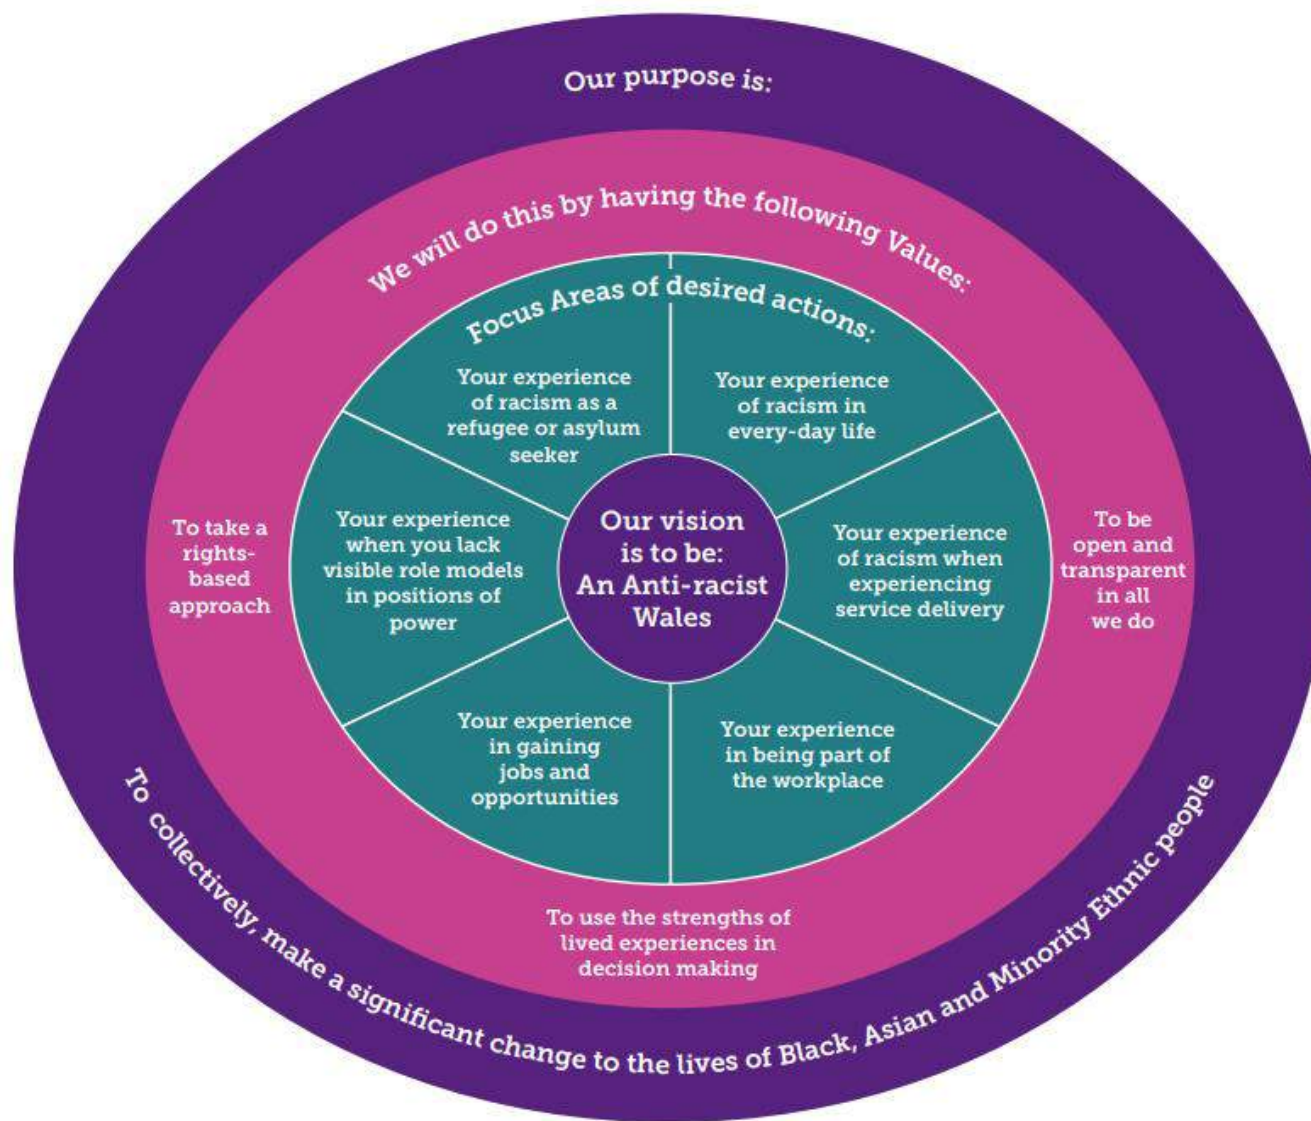 Our purpose is:
To collectively, make a significant change to the lives of Black, Asian and Minority Ethnic people
We will do this by having the following Values:
To take a
rights-
based
approach
To be
open and
transparent
in all
we do
To use the strengths of
lived experiences in
decision making
Focus Areas of desired actions:
Your experience
of racism as a
refugee or asylum
seeker
Your experience
of racism in
every-day life
Your experience
when you lack
visible role models
in positions of
power
Your experience
of racism when
experiencing
service delivery
Your experience
in gaining
jobs and
opportunities
Your experience
in being part of
the workplace
Our vision
is to be:
An Anti-racist
Wales